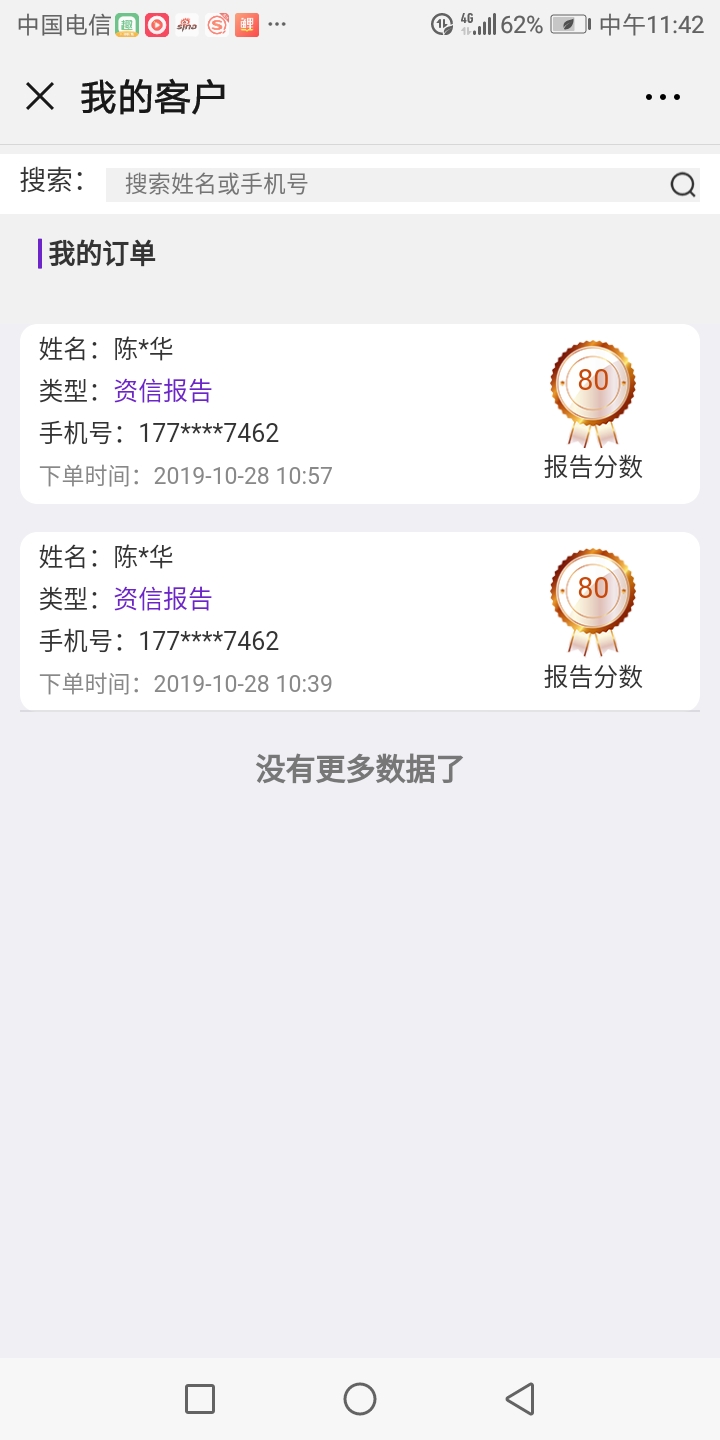 中国电信 sina 鲤 ··· 4G 62% 中午11:42
我的客户
搜索： 搜索姓名或手机号
我的订单
姓名：陈*华
类型：资信报告
手机号：177****7462
下单时间：2019-10-28 10:57
80
报告分数
姓名：陈*华
类型：资信报告
手机号：177****7462
下单时间：2019-10-28 10:39
80
报告分数
没有更多数据了